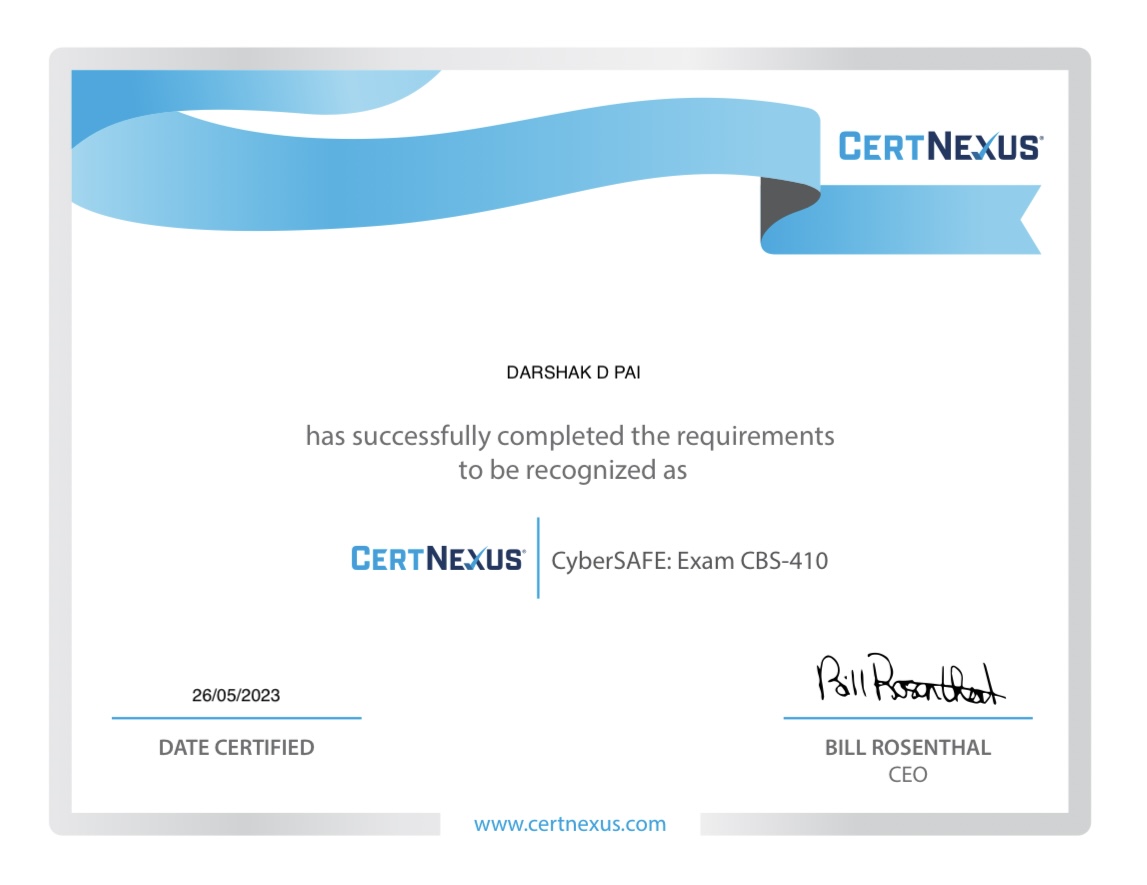 CERTNEXUS®
DARSHAK D PAI
has successfully completed the requirements
to be recognized as
CERTNEXUS® CyberSAFE: Exam CBS-410
26/05/2023
DATE CERTIFIED
Bill Rosenthal
BILL ROSENTHAL
CEO
www.certnexus.com